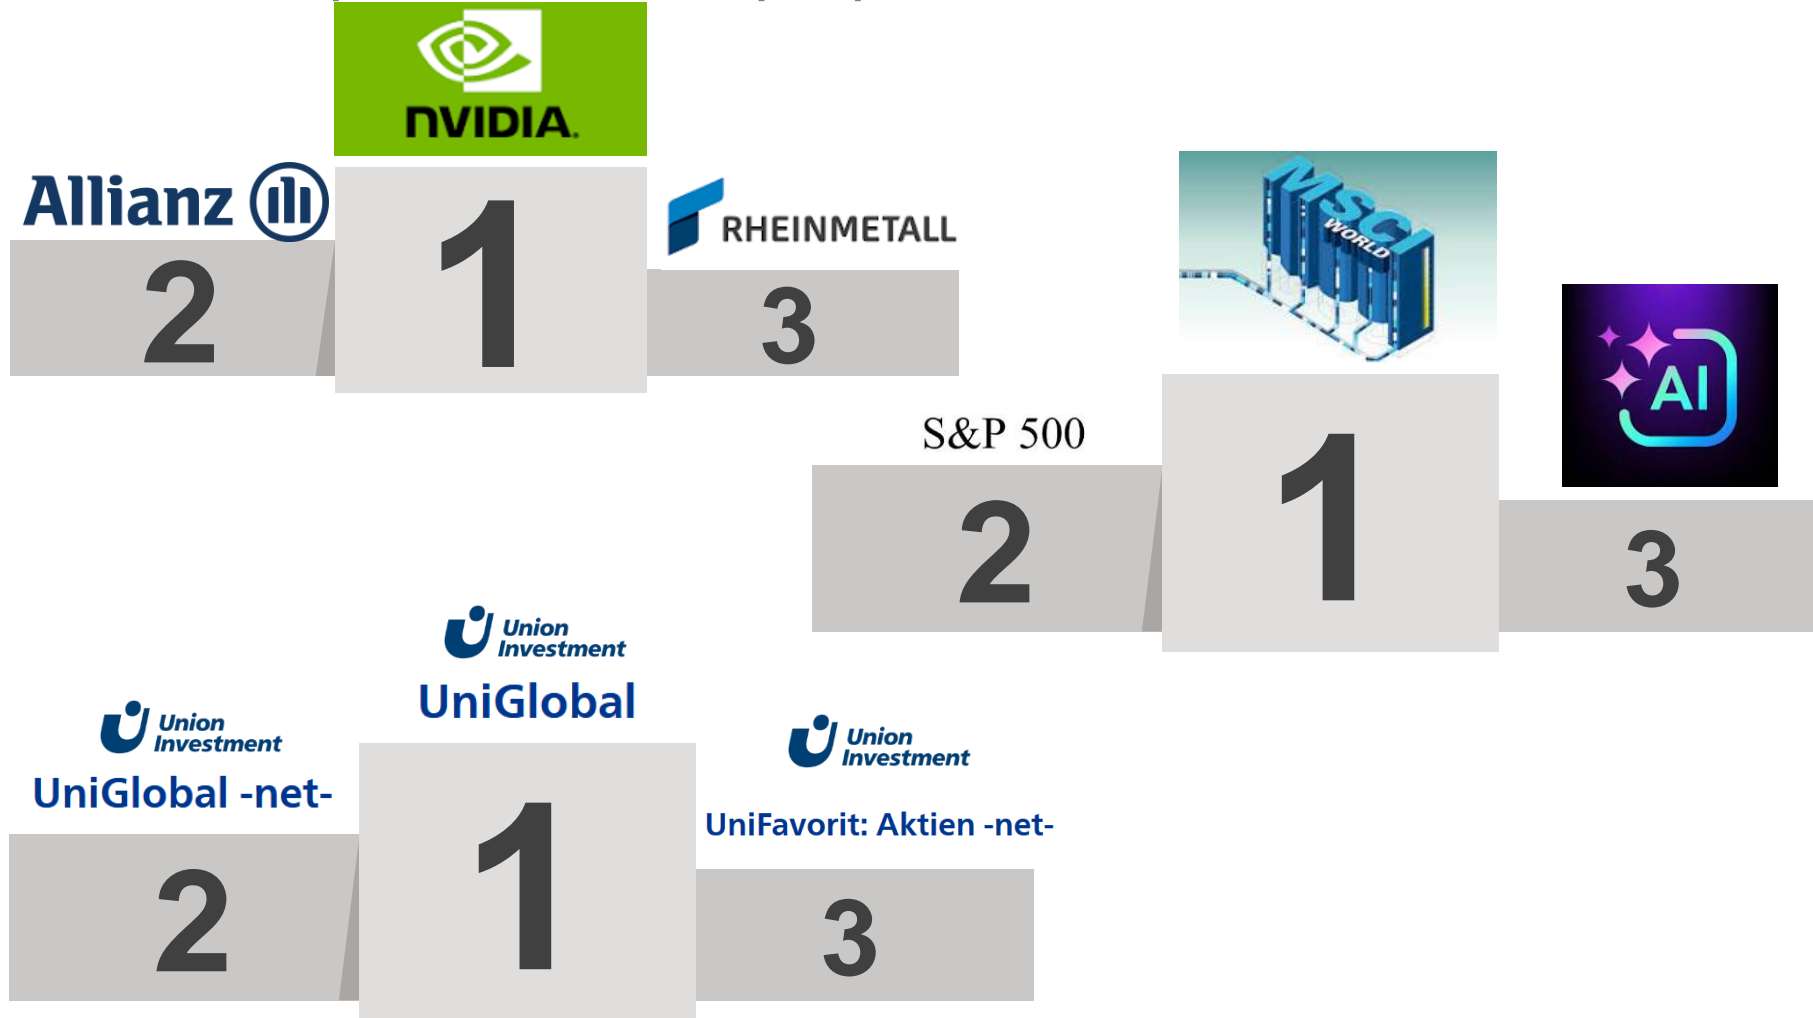 NVIDIA.
Allianz
RHEINMETALL
2
1
3
MSCI
WORLD
AI
S&P 500
2
1
3
Union
Investment
UniGlobal
Union
Investment
UniGlobal -net-
Union
Investment
UniFavorit: Aktien -net-
2
1
3